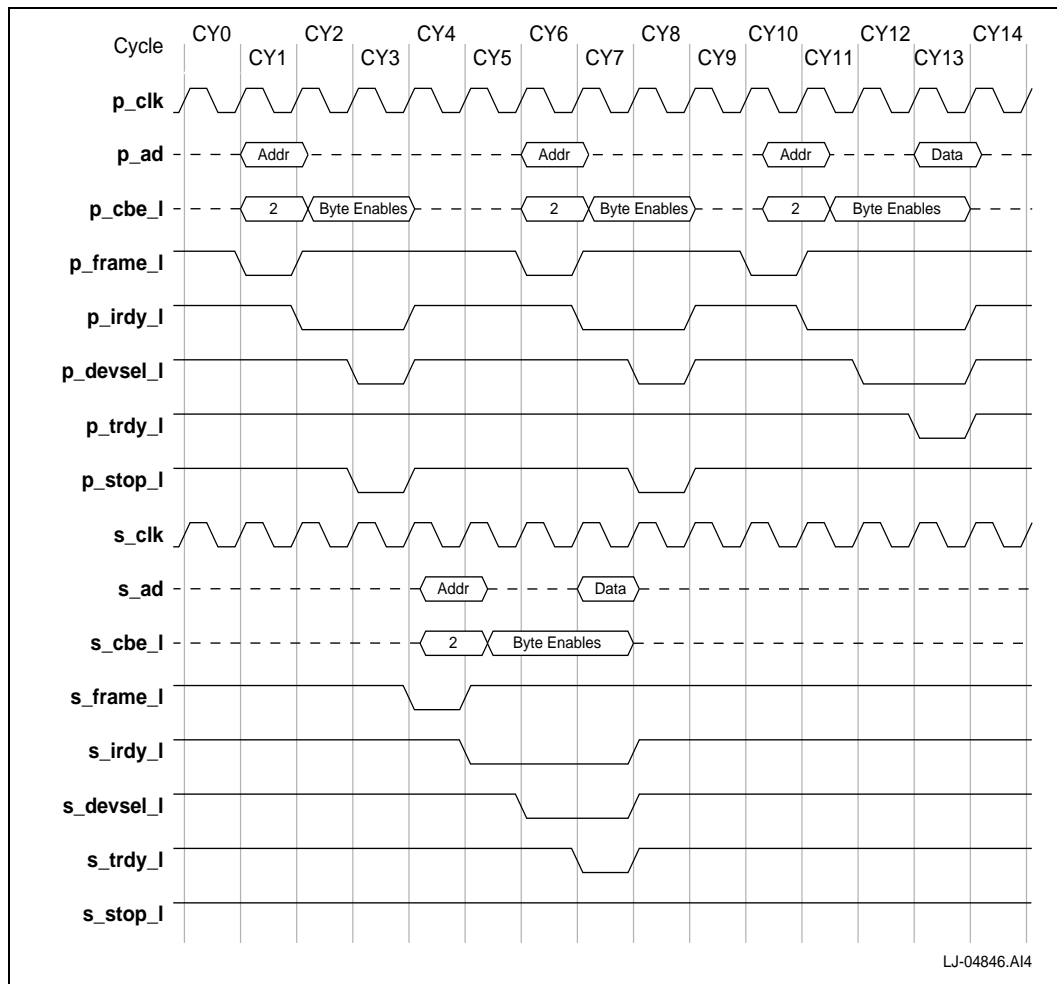 Cycle CY0 CY2 CY4 CY6 CY8 CY10 CY12 CY14
CY1 CY3 CY5 CY7 CY9 CY11 CY13
p_clk
p_ad Addr Addr Addr Data
p_cbe_l 2 Byte Enables 2 Byte Enables 2 Byte Enables
p_frame_l
p_irdy_l
p_devsel_l
p_trdy_l
p_stop_l
s_clk
s_ad Addr Data
s_cbe_l 2 Byte Enables
s_frame_l
s_irdy_l
s_devsel_l
s_trdy_l
s_stop_l
LJ-04846.AI4